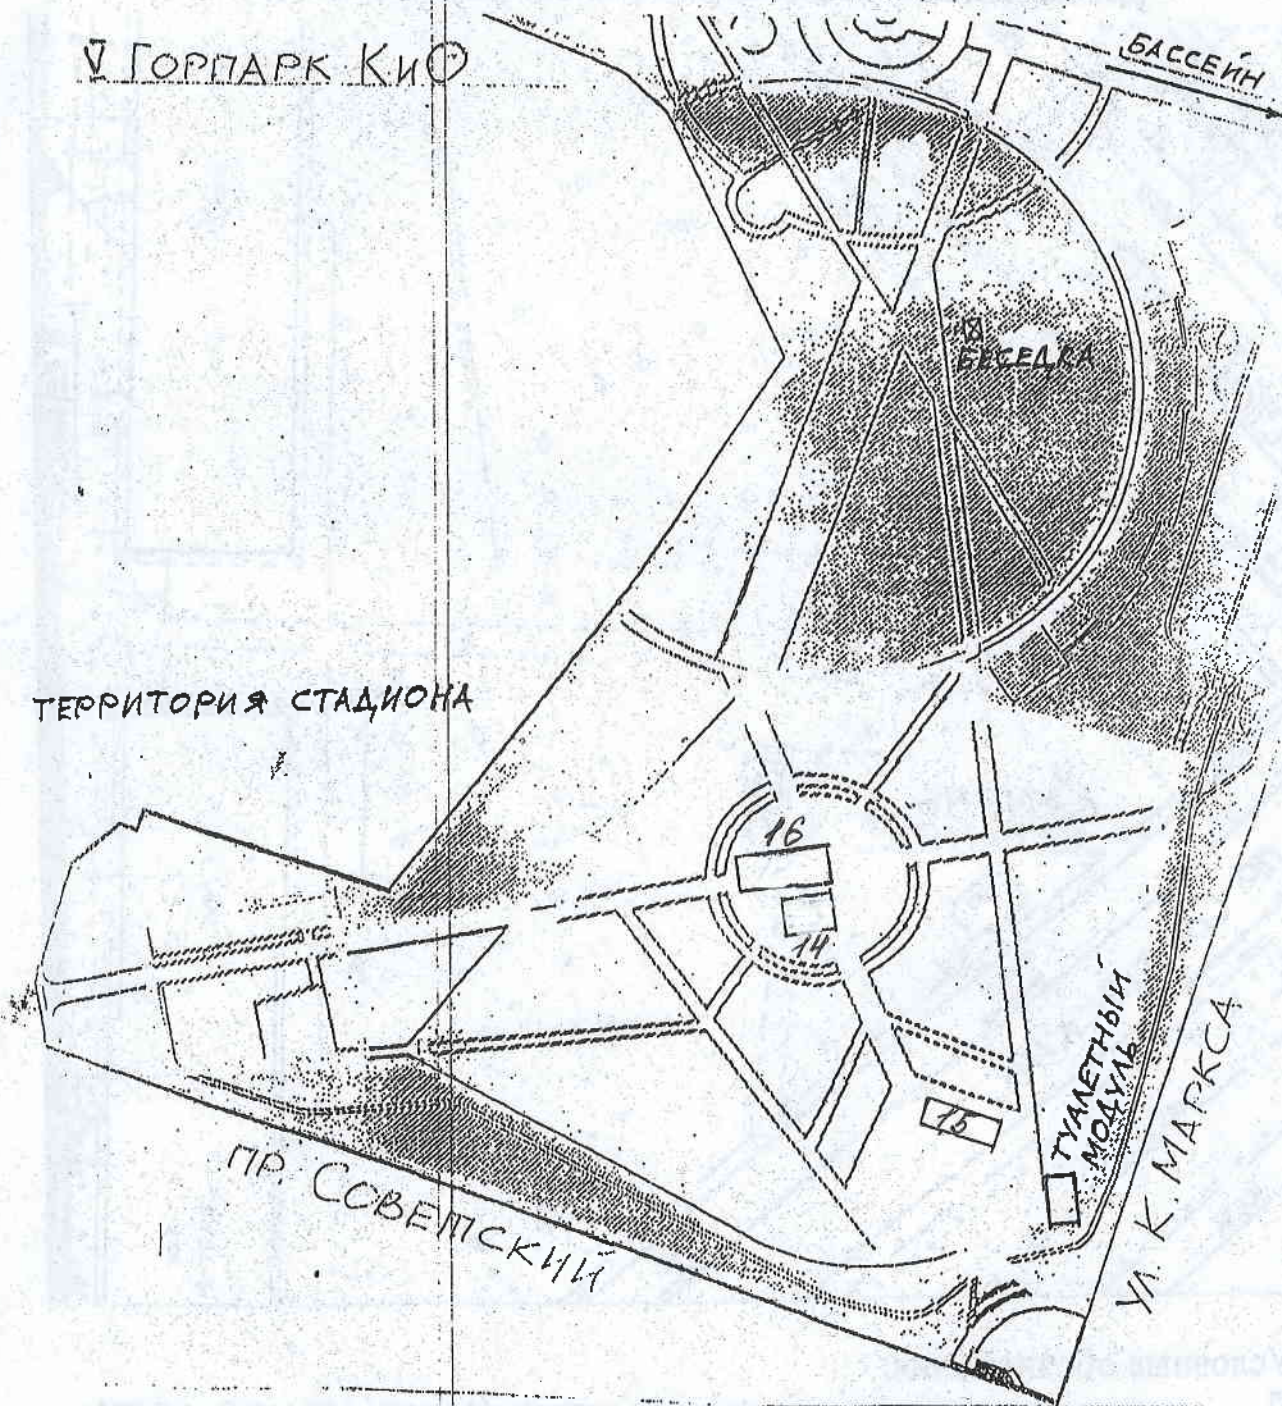 V ГОРПАРК КиО
БАССЕЙН
БЕСЕДКА
ТЕРРИТОРИЯ СТАДИОНА
16
14
15
ТУАЛЕТНЫЙ
МОДУЛЬ
УЛ. К. МАРКСА
ПР. СОВЕТСКИЙ